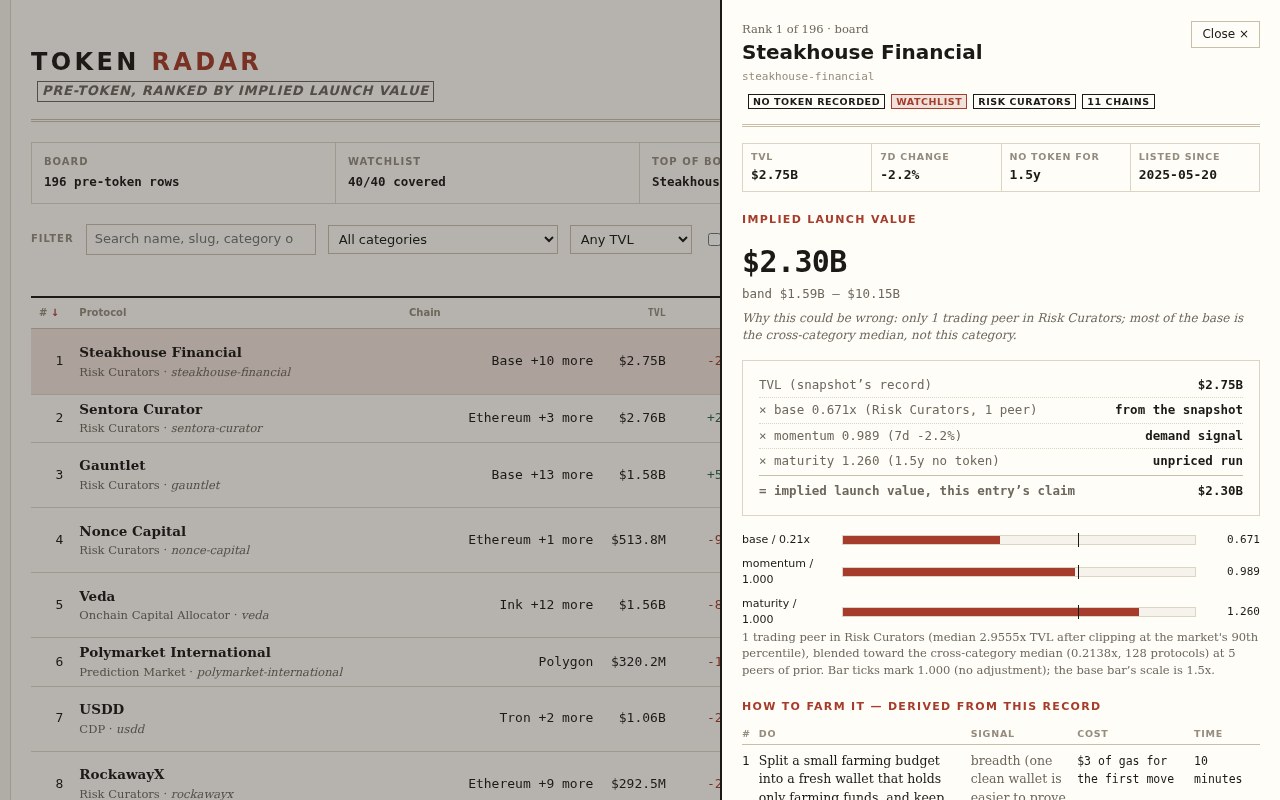 TOKEN RADAR
PRE-TOKEN, RANKED BY IMPLIED LAUNCH VALUE
BOARD
196 pre-token rows
WATCHLIST
40/40 covered
TOP OF BO
Steakhous
FILTER
Search name, slug, category o
All categories
Any TVL
# ↓ Protocol Chain TVL
1 Steakhouse Financial Base +10 more $2.75B -2
Risk Curators · steakhouse-financial
2 Sentora Curator Ethereum +3 more $2.76B +2
Risk Curators · sentora-curator
3 Gauntlet Base +13 more $1.58B +5
Risk Curators · gauntlet
4 Nonce Capital Ethereum +1 more $513.8M -9
Risk Curators · nonce-capital
5 Veda Ink +12 more $1.56B -8
Onchain Capital Allocator · veda
6 Polymarket International Polygon $320.2M -1
Prediction Market · polymarket-international
7 USDD Tron +2 more $1.06B -2
CDP · usdd
8 RockawayX Ethereum +9 more $292.5M -4
Risk Curators · rockawayx
Rank 1 of 196 · board
Close ×
Steakhouse Financial
steakhouse-financial
NO TOKEN RECORDED WATCHLIST RISK CURATORS 11 CHAINS
TVL
$2.75B
7D CHANGE
-2.2%
NO TOKEN FOR
1.5y
LISTED SINCE
2025-05-20
IMPLIED LAUNCH VALUE
$2.30B
band $1.59B — $10.15B
Why this could be wrong: only 1 trading peer in Risk Curators; most of the base is
the cross-category median, not this category.
TVL (snapshot’s record) $2.75B
× base 0.671x (Risk Curators, 1 peer) from the snapshot
× momentum 0.989 (7d -2.2%) demand signal
× maturity 1.260 (1.5y no token) unpriced run
= implied launch value, this entry’s claim $2.30B
base / 0.21x 0.671
momentum /
1.000 0.989
maturity /
1.000 1.260
1 trading peer in Risk Curators (median 2.9555x TVL after clipping at the market's 90th
percentile), blended toward the cross-category median (0.2138x, 128 protocols) at 5
peers of prior. Bar ticks mark 1.000 (no adjustment); the base bar’s scale is 1.5x.
HOW TO FARM IT — DERIVED FROM THIS RECORD
# DO SIGNAL COST TIME
1 Split a small farming budget breadth (one $3 of gas for 10
into a fresh wallet that holds clean wallet is the first move minutes
only farming funds, and keep easier to prove